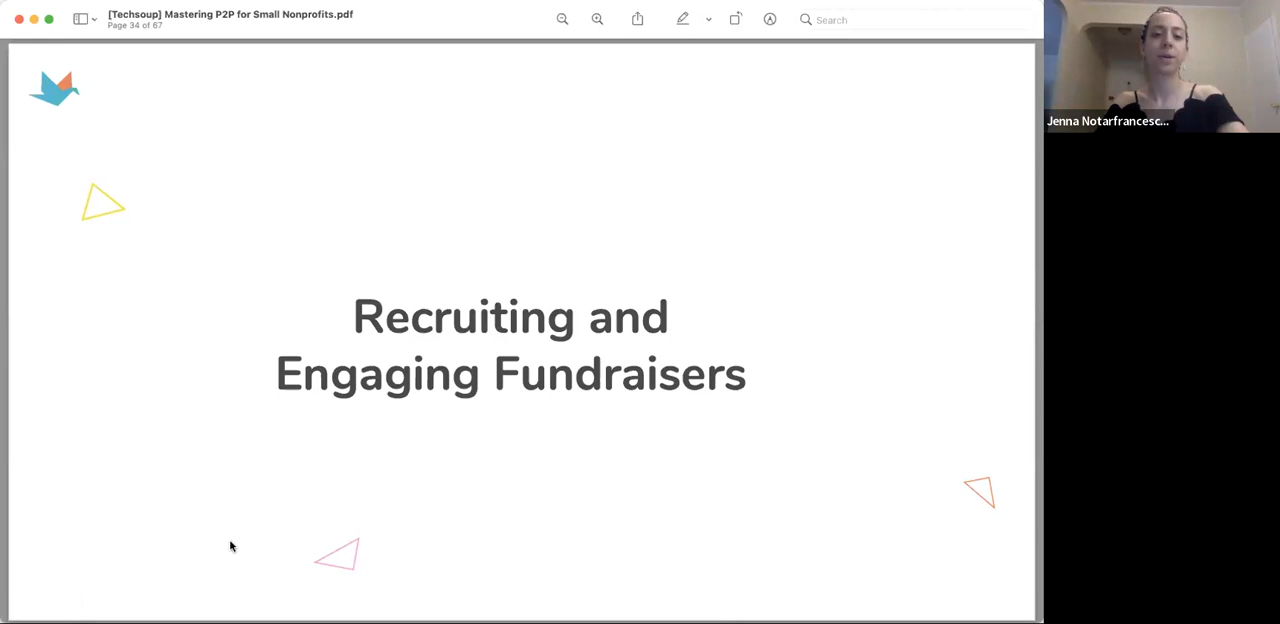 [Techsoup] Mastering P2P for Small Nonprofits.pdf
Page 34 of 67
Search
Jenna Notarfrancesc...
Recruiting and
Engaging Fundraisers